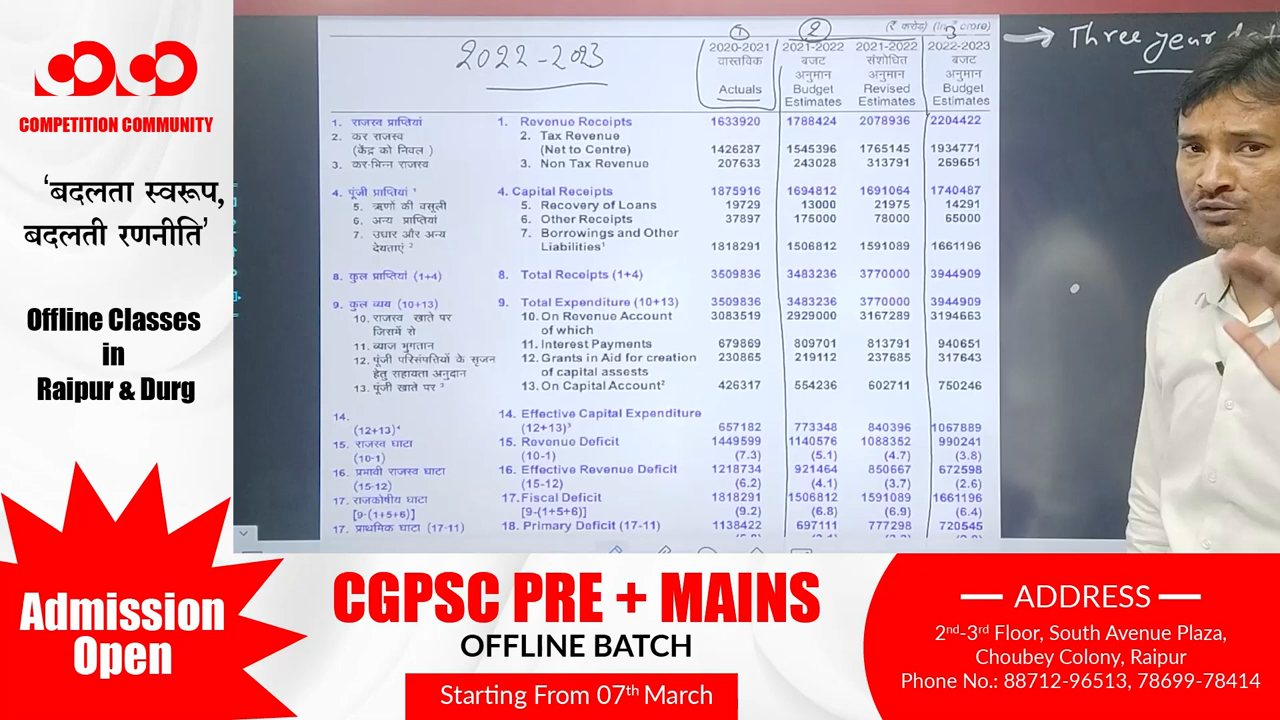 COMPETITION COMMUNITY
‘बदलता स्वरूप,
बदलती रणनीति’
Offline Classes
in
Raipur & Durg
Admission
Open
2022-2023
Three year
(₹ करोड़) (In ₹ crore)
1 2 3
2020-2021 2021-2022 2021-2022 2022-2023
वास्तविक बजट संशोधित बजट
अनुमान अनुमान अनुमान
Actuals Budget Revised Budget
Estimates Estimates Estimates
1. राजस्व प्राप्तियां 1. Revenue Receipts 1633920 1788424 2078936 2204422
2. कर राजस्व 2. Tax Revenue
(केंद्र को निवल ) (Net to Centre) 1426287 1545396 1765145 1934771
3. कर-भिन्न राजस्व 3. Non Tax Revenue 207633 243028 313791 269651
4. पूंजी प्राप्तियां ¹ 4. Capital Receipts 1875916 1694812 1691064 1740487
5. ऋणों की वसूली 5. Recovery of Loans 19729 13000 21975 14291
6. अन्य प्राप्तियां 6. Other Receipts 37897 175000 78000 65000
7. उधार और अन्य 7. Borrowings and Other
देयताएं ² Liabilities¹ 1818291 1506812 1591089 1661196
8. कुल प्राप्तियां (1+4) 8. Total Receipts (1+4) 3509836 3483236 3770000 3944909
9. कुल व्यय (10+13) 9. Total Expenditure (10+13) 3509836 3483236 3770000 3944909
10. राजस्व खाते पर 10. On Revenue Account 3083519 2929000 3167289 3194663
जिसमें से of which
11. ब्याज भुगतान 11. Interest Payments 679869 809701 813791 940651
12. पूंजी परिसंपत्तियों के सृजन 12. Grants in Aid for creation 230865 219112 237685 317643
हेतु सहायता अनुदान of capital assests
13. पूंजी खाते पर ³ 13. On Capital Account² 426317 554236 602711 750246
14. 14. Effective Capital Expenditure
(12+13)⁴ (12+13)³ 657182 773348 840396 1067889
15. राजस्व घाटा 15. Revenue Deficit 1449599 1140576 1088352 990241
(10-1) (10-1) (7.3) (5.1) (4.7) (3.8)
16. प्रभावी राजस्व घाटा 16. Effective Revenue Deficit 1218734 921464 850667 672598
(15-12) (15-12) (6.2) (4.1) (3.7) (2.6)
17. राजकोषीय घाटा 17. Fiscal Deficit 1818291 1506812 1591089 1661196
[9-(1+5+6)] [9-(1+5+6)] (9.2) (6.8) (6.9) (6.4)
17. प्राथमिक घाटा (17-11) 18. Primary Deficit (17-11) 1138422 697111 777298 720545
CGPSC PRE + MAINS
OFFLINE BATCH
Starting From 07th March
ADDRESS
2nd-3rd Floor, South Avenue Plaza,
Choubey Colony, Raipur
Phone No.: 88712-96513, 78699-78414